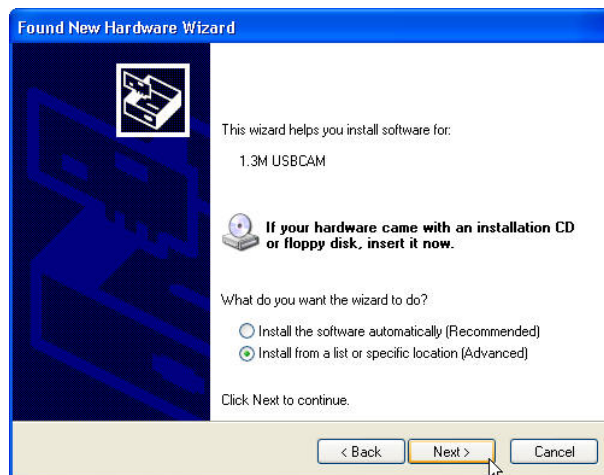 Found New Hardware Wizard
This wizard helps you install software for:
1.3M USBCAM
If your hardware came with an installation CD
or floppy disk, insert it now.
What do you want the wizard to do?
Install the software automatically (Recommended)
Install from a list or specific location (Advanced)
Click Next to continue.
< Back
Next >
Cancel